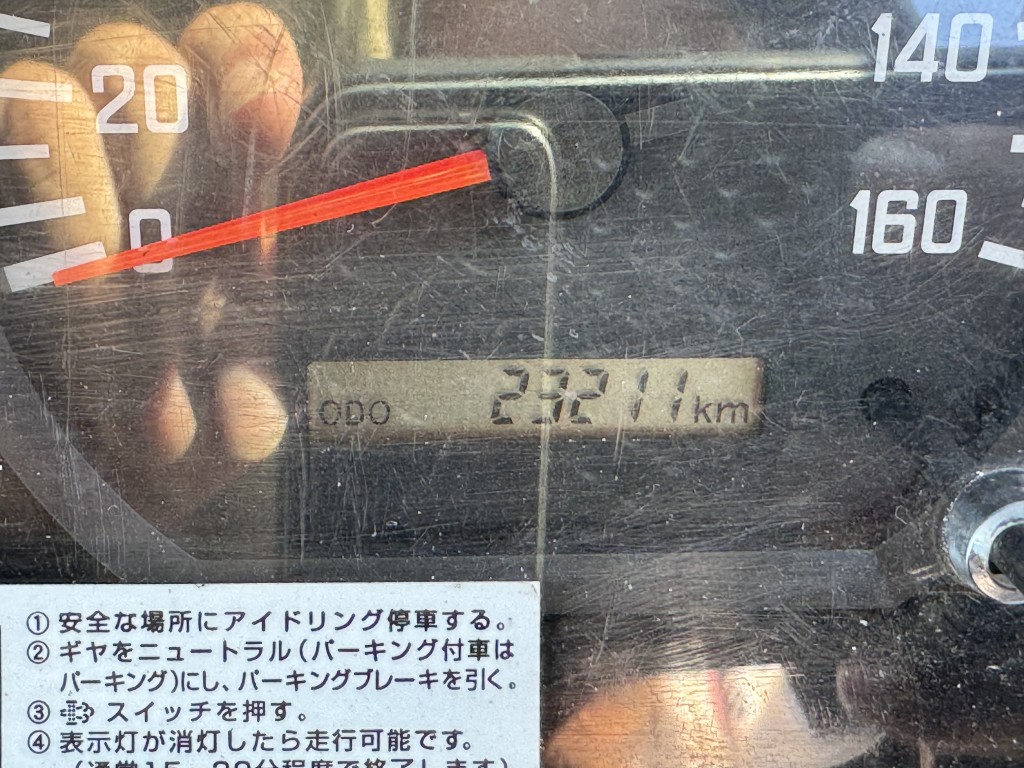 20
0
140
160
ODO 23211km
① 安全な場所にアイドリング停車する。
② ギヤをニュートラル(パーキング付車は
パーキング)にし、パーキングブレーキを引く。
③ スイッチを押す。
④ 表示灯が消灯したら走行可能です。